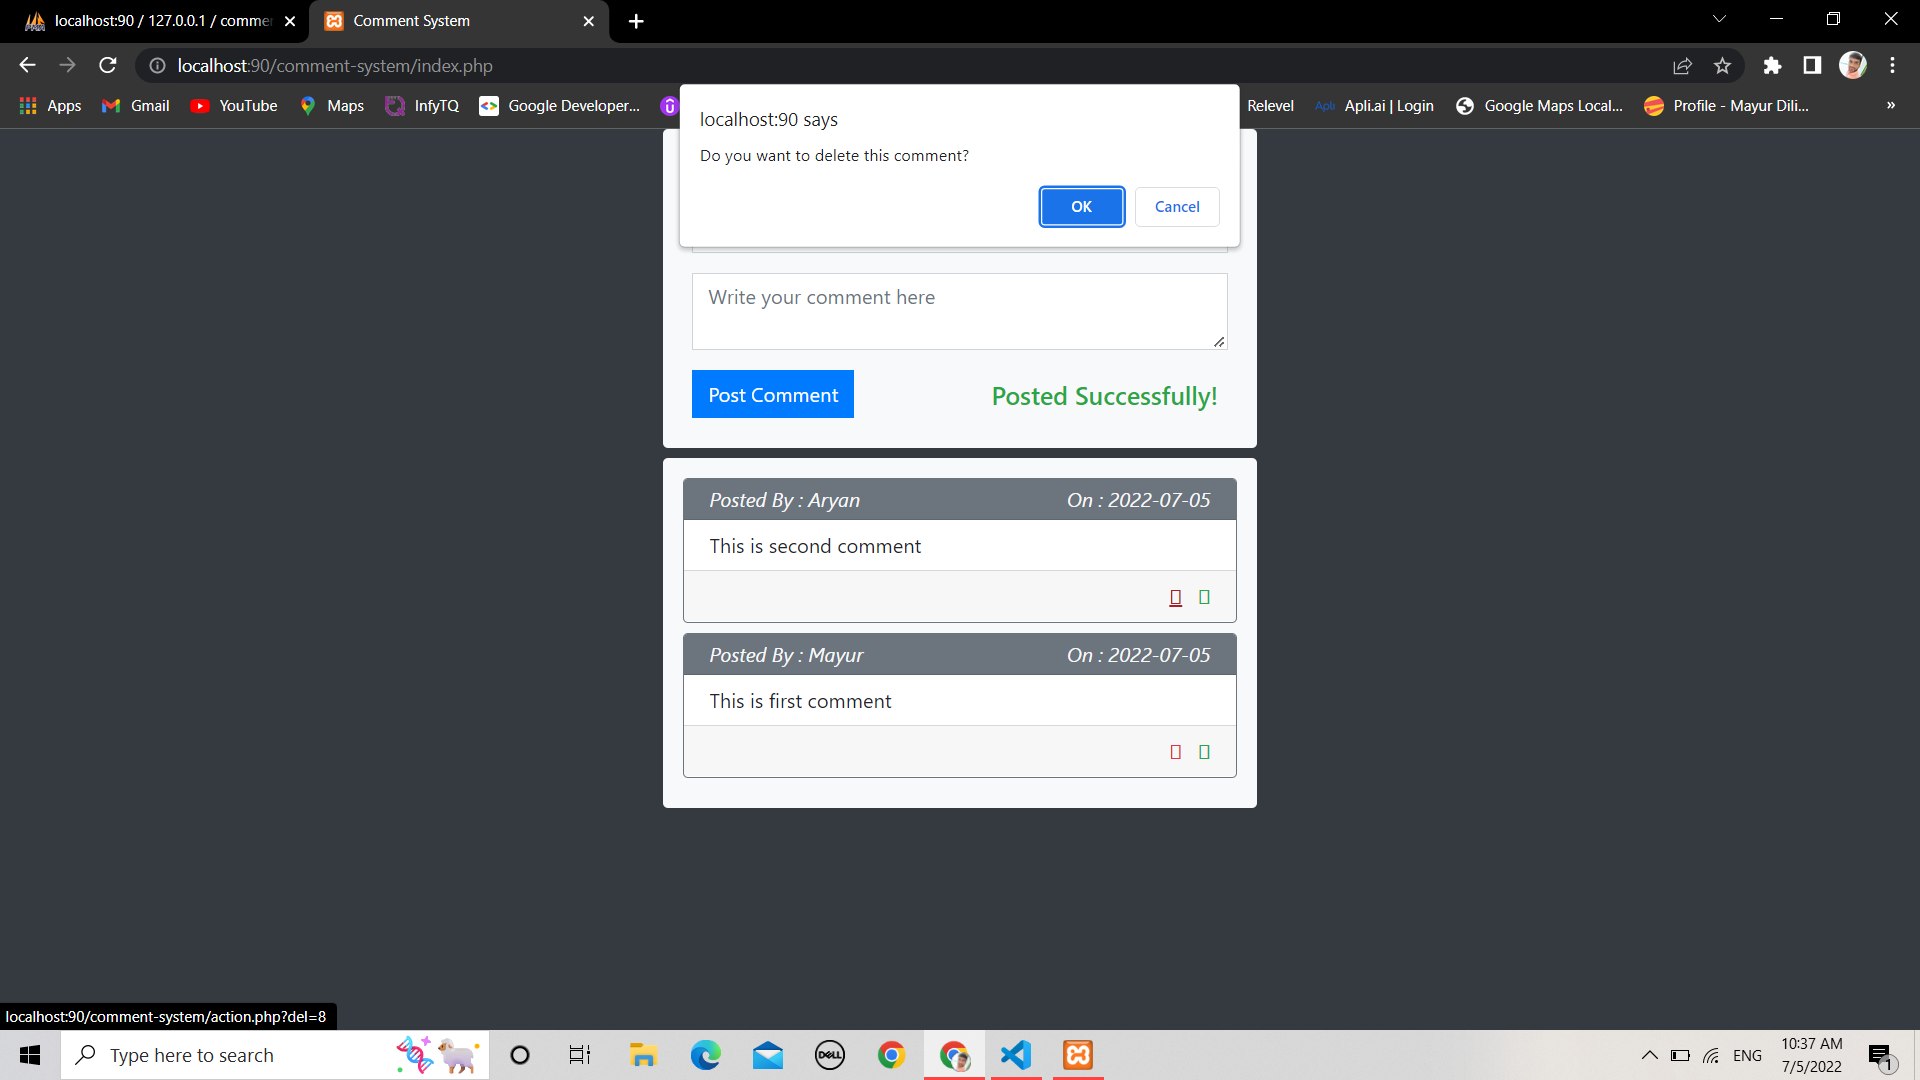 localhost:90 / 127.0.0.1 / comme
Comment System
localhost:90/comment-system/index.php
Apps
Gmail
YouTube
Maps
InfyTQ
Google Developer...
Relevel
Apli
Apli.ai | Login
Google Maps Local...
Profile - Mayur Dili...
»
localhost:90 says
Do you want to delete this comment?
OK
Cancel
Write your comment here
Post Comment
Posted Successfully!
Posted By : Aryan
On : 2022-07-05
This is second comment
Posted By : Mayur
On : 2022-07-05
This is first comment
localhost:90/comment-system/action.php?del=8
Type here to search
DELL
ENG
10:37 AM
7/5/2022
1